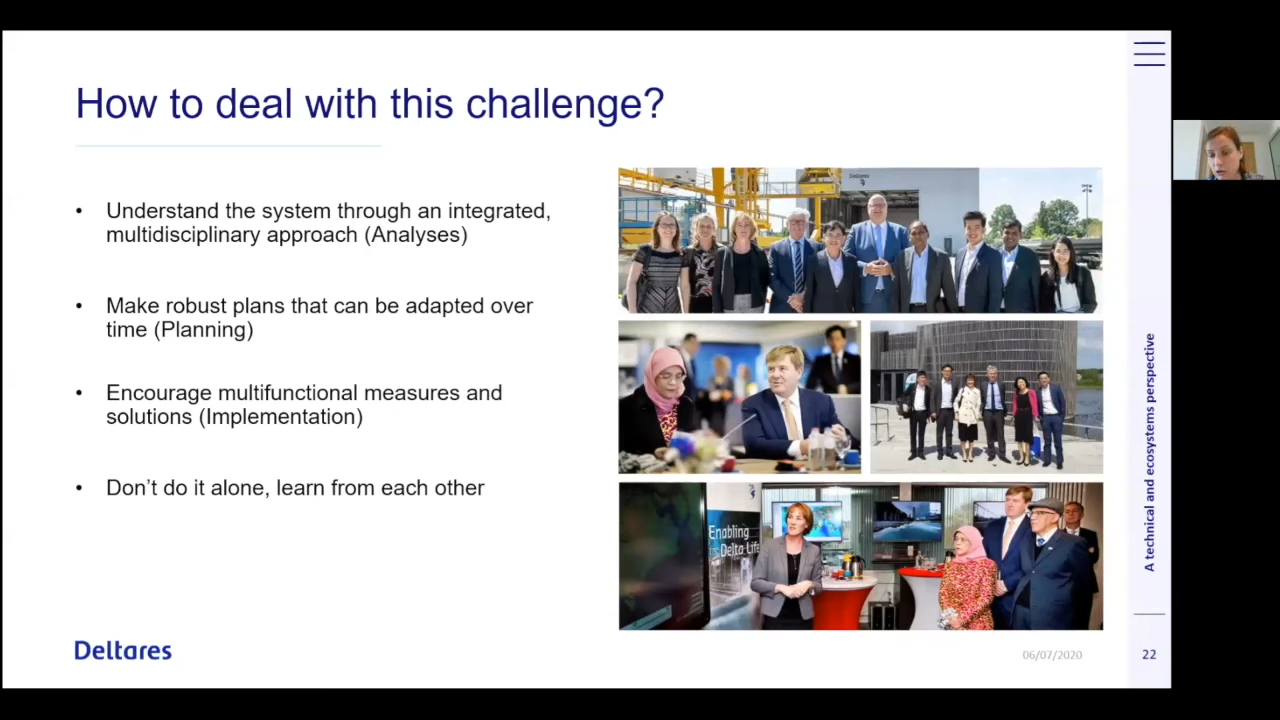 How to deal with this challenge?
• Understand the system through an integrated,
multidisciplinary approach (Analyses)
• Make robust plans that can be adapted over
time (Planning)
• Encourage multifunctional measures and
solutions (Implementation)
• Don’t do it alone, learn from each other
Deltares
Enabling
Delta Life
Deltares
06/07/2020
22
A technical and ecosystems perspective